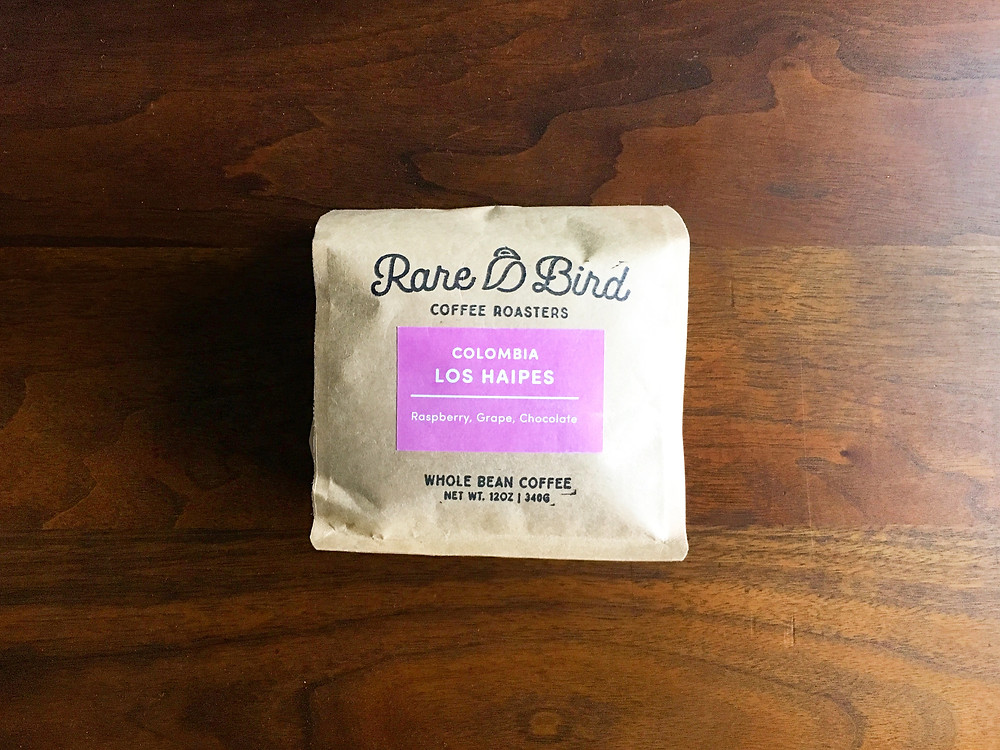 Rare Bird
COFFEE ROASTERS
COLOMBIA
LOS HAIPES
Raspberry, Grape, Chocolate
WHOLE BEAN COFFEE
NET WT. 12OZ | 340G